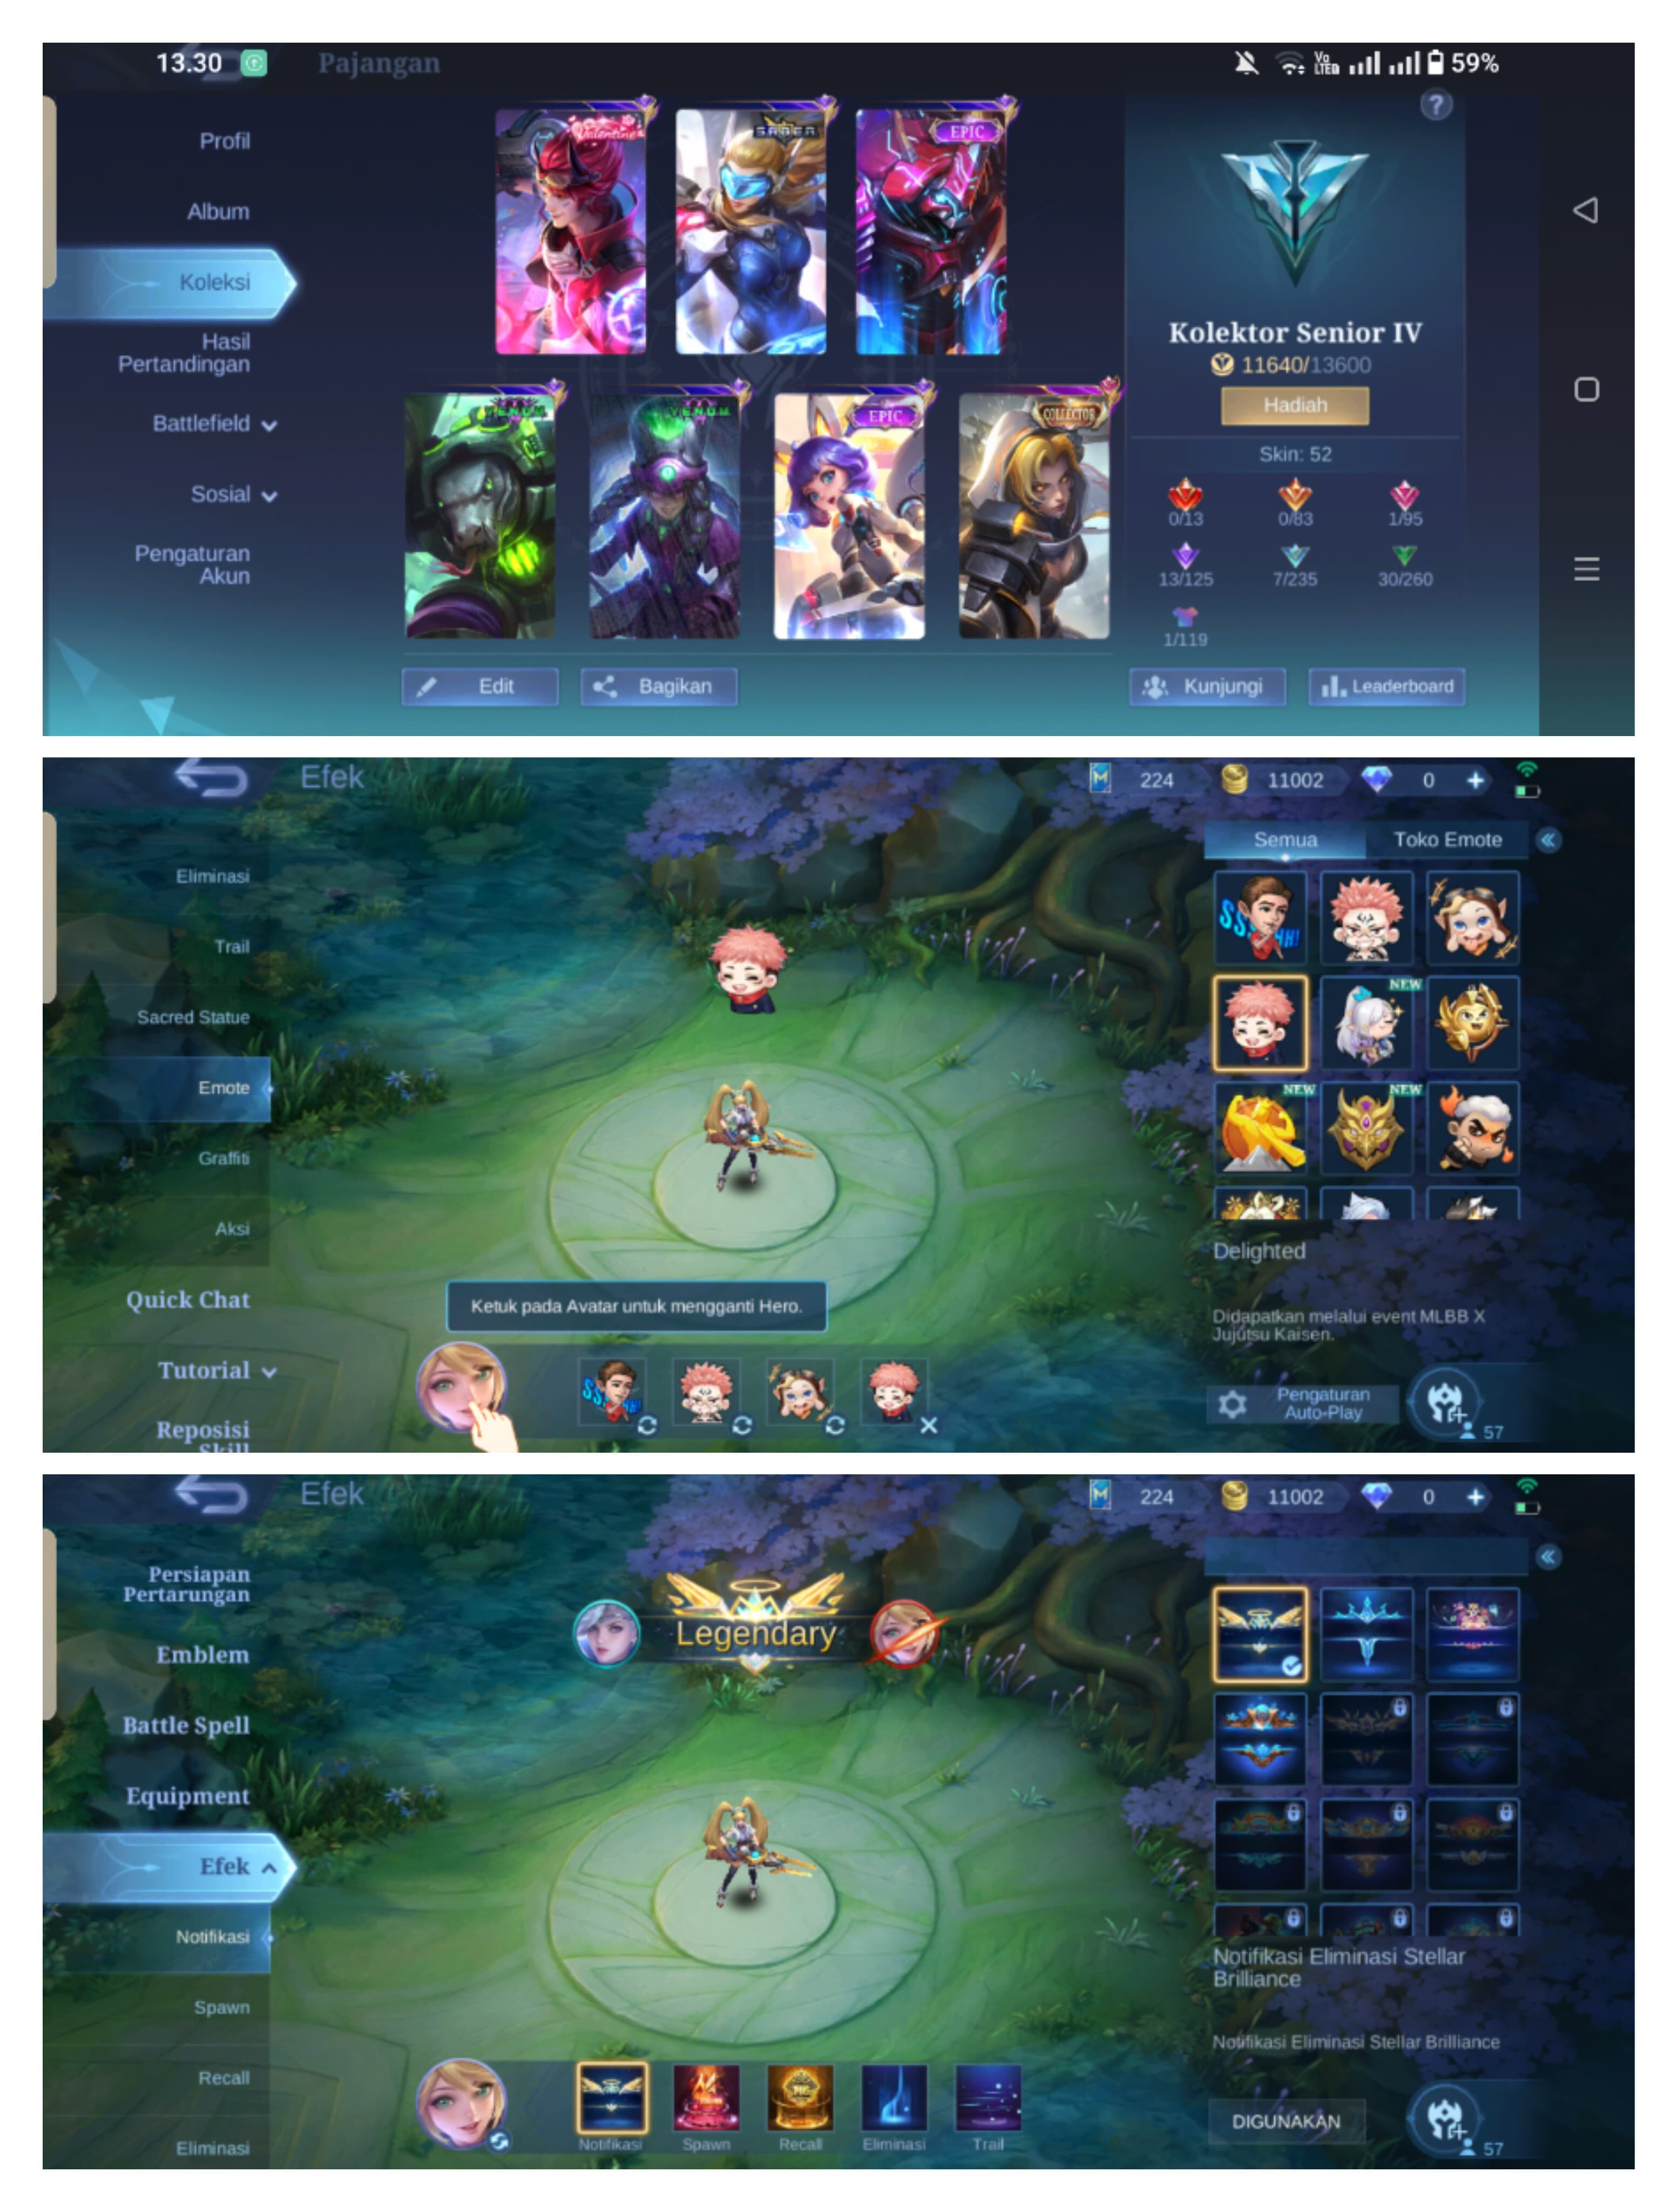 13.30
Pajangan
Vo
LTE
59%
Profil
Album
Koleksi
Hasil
Pertandingan
Battlefield
Sosial
Pengaturan
Akun
Valentine
SABER
EPIC
V.E.N.O.M.
V.E.N.O.M.
EPIC
COLLECTOR
?
Kolektor Senior IV
11640/13600
Hadiah
Skin: 52
0/13
0/83
1/95
13/125
7/235
30/260
1/119
Edit
Bagikan
Kunjungi
Leaderboard
Efek
224
11002
0
+
Eliminasi
Trail
Sacred Statue
Emote
Graffiti
Aksi
Quick Chat
Tutorial
Reposisi
Skill
Semua
Toko Emote
NEW
NEW
NEW
Delighted
Didapatkan melalui event MLBB X
Jujutsu Kaisen.
Ketuk pada Avatar untuk mengganti Hero.
Pengaturan
Auto-Play
57
Efek
224
11002
0
+
Persiapan
Pertarungan
Emblem
Battle Spell
Equipment
Efek
Notifikasi
Spawn
Recall
Eliminasi
Legendary
Notifikasi Eliminasi Stellar
Brilliance
Notifikasi Eliminasi Stellar Brilliance
Notifikasi
Spawn
Recall
Eliminasi
Trail
DIGUNAKAN
57